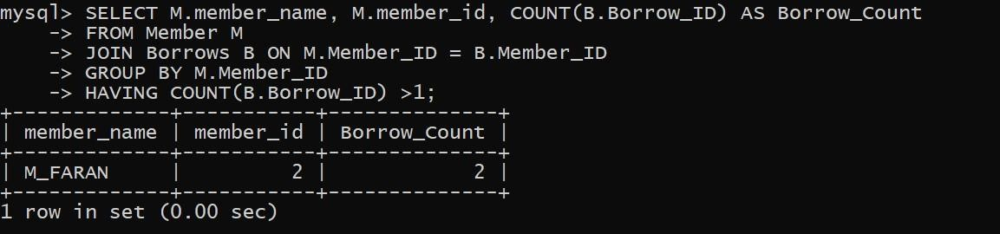 mysql> SELECT M.member_name, M.member_id, COUNT(B.Borrow_ID) AS Borrow_Count
    -> FROM Member M
    -> JOIN Borrows B ON M.Member_ID = B.Member_ID
    -> GROUP BY M.Member_ID
    -> HAVING COUNT(B.Borrow_ID) >1;
+-------------+-----------+--------------+
| member_name | member_id | Borrow_Count |
+-------------+-----------+--------------+
| M_FARAN     |         2 |            2 |
+-------------+-----------+--------------+
1 row in set (0.00 sec)